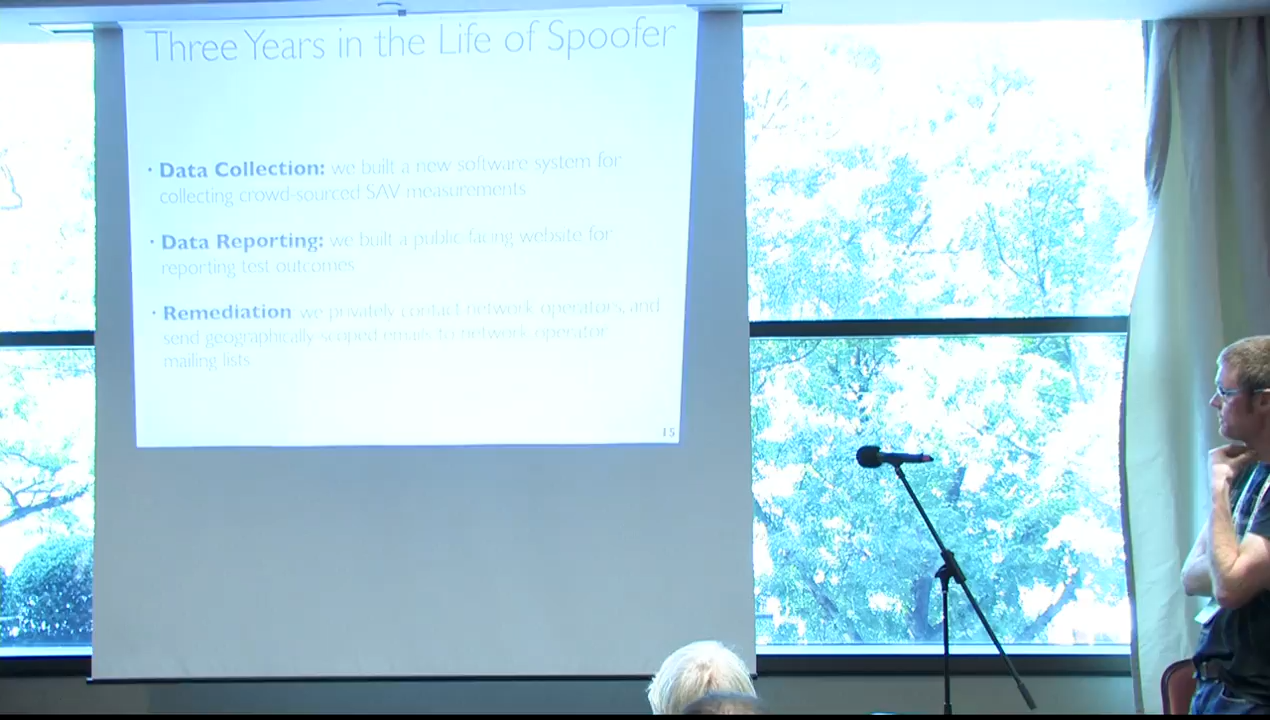 Three Years in the Life of Spoofer
· Data Collection: we built a new software system for
collecting crowd-sourced SAV measurements
· Data Reporting: we built a public-facing website for
reporting test outcomes
· Remediation we privately contact network operators, and
send geographically scoped emails to network operator
mailing lists
15